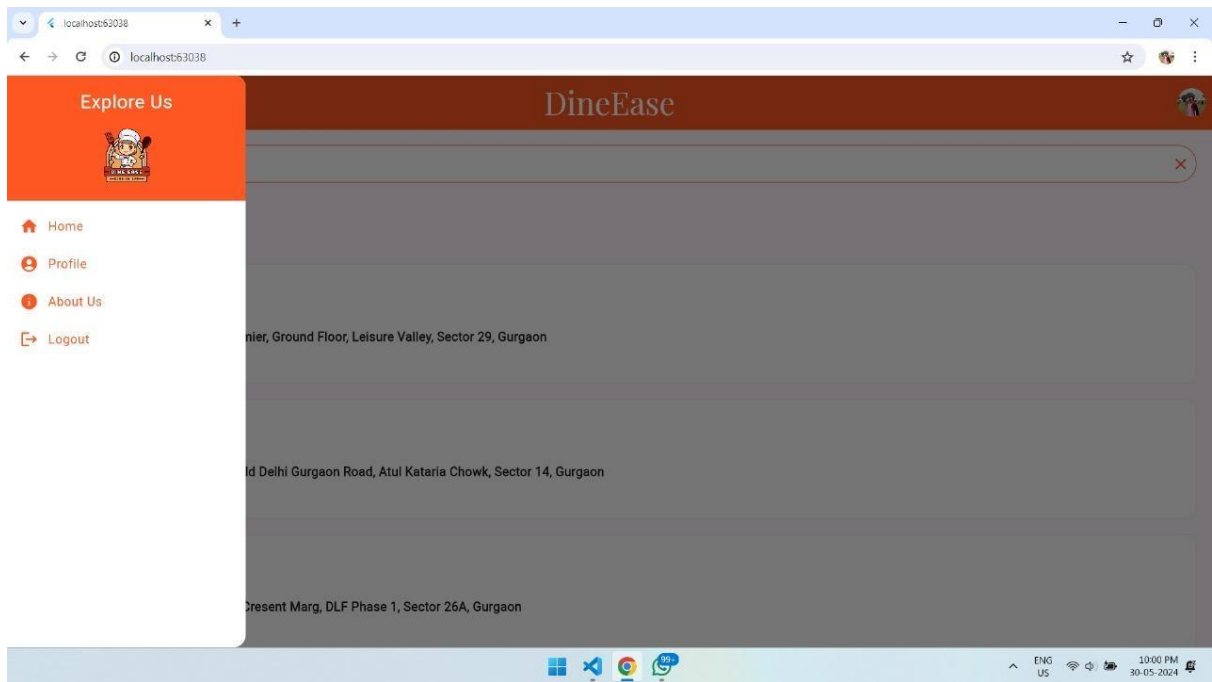 localhost:63038
localhost:63038
Explore Us
DineEase
DINE EASE
Home
Profile
About Us
Logout
nier, Ground Floor, Leisure Valley, Sector 29, Gurgaon
ld Delhi Gurgaon Road, Atul Kataria Chowk, Sector 14, Gurgaon
Cresent Marg, DLF Phase 1, Sector 26A, Gurgaon
99+
ENG
US
10:00 PM
30-05-2024